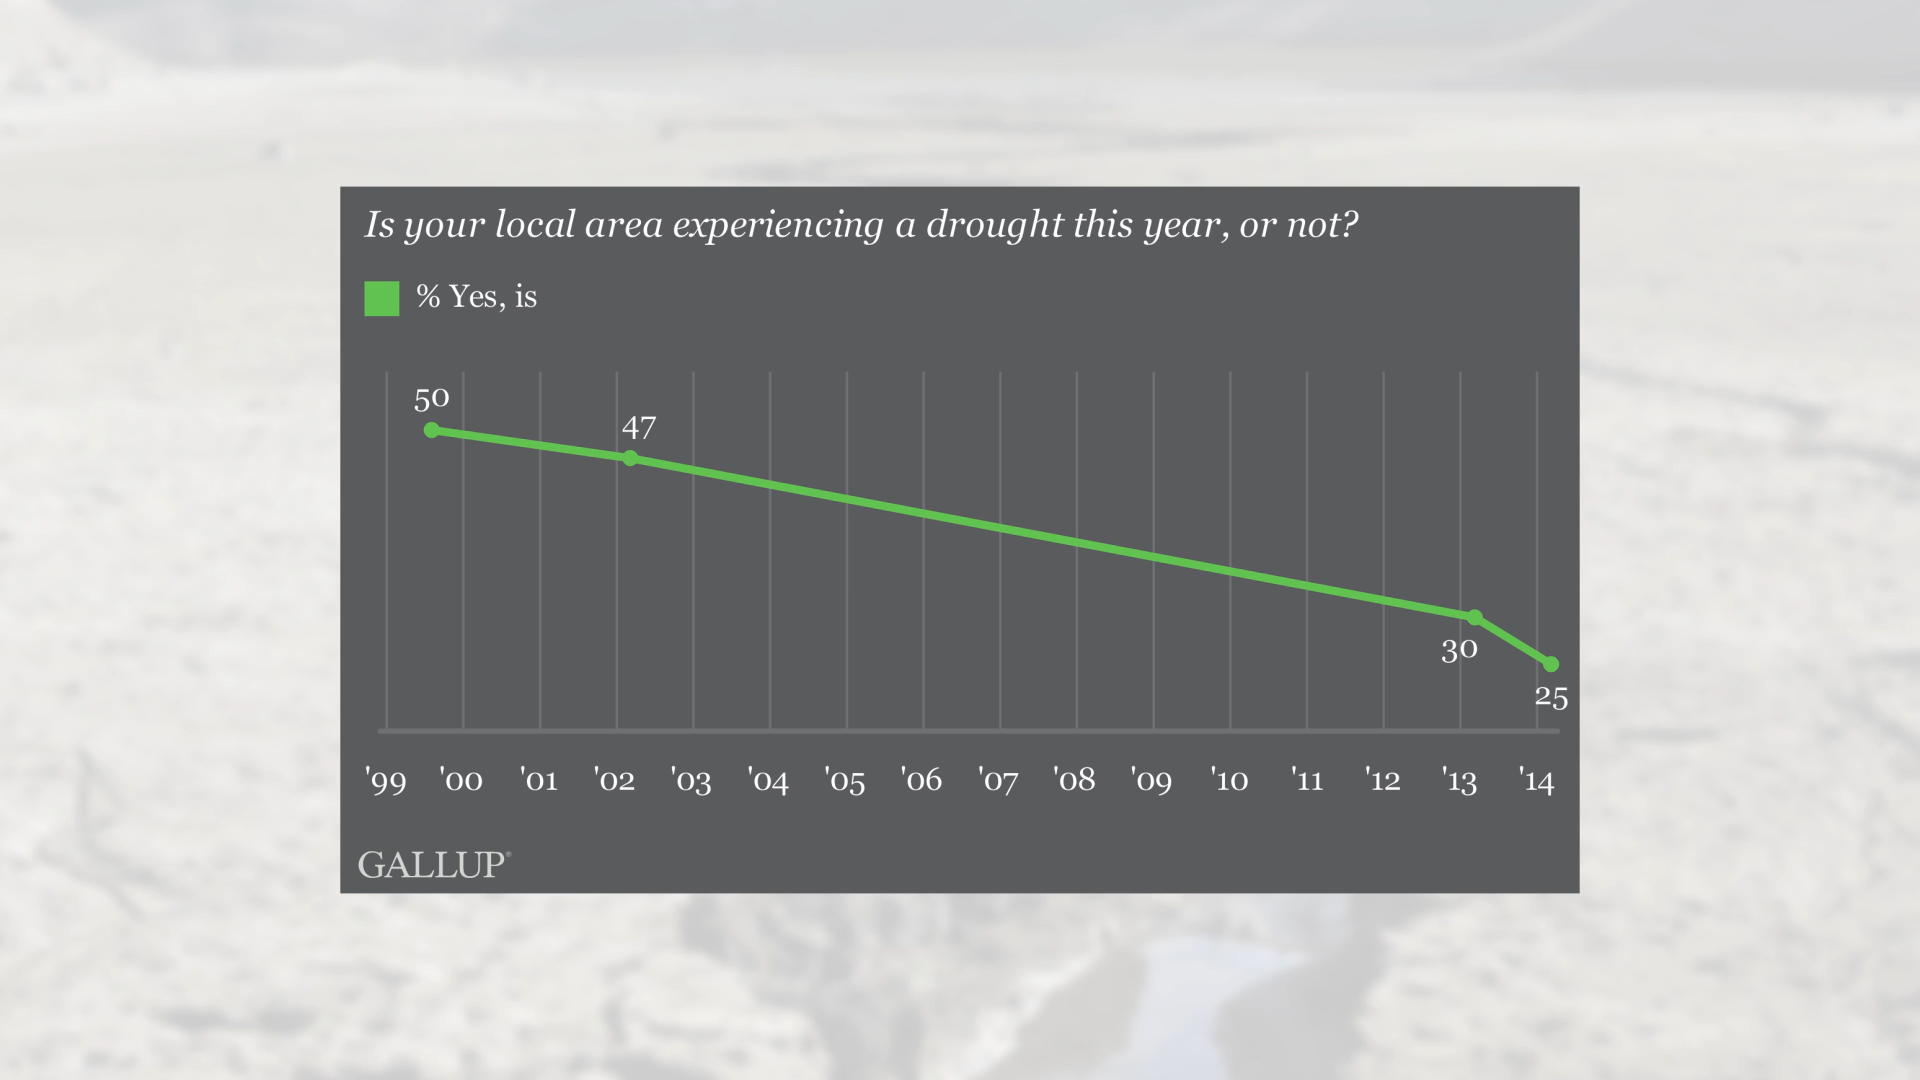 Is your local area experiencing a drought this year, or not?
% Yes, is
50
47
30
25
'99 '00 '01 '02 '03 '04 '05 '06 '07 '08 '09 '10 '11 '12 '13 '14
GALLUP®